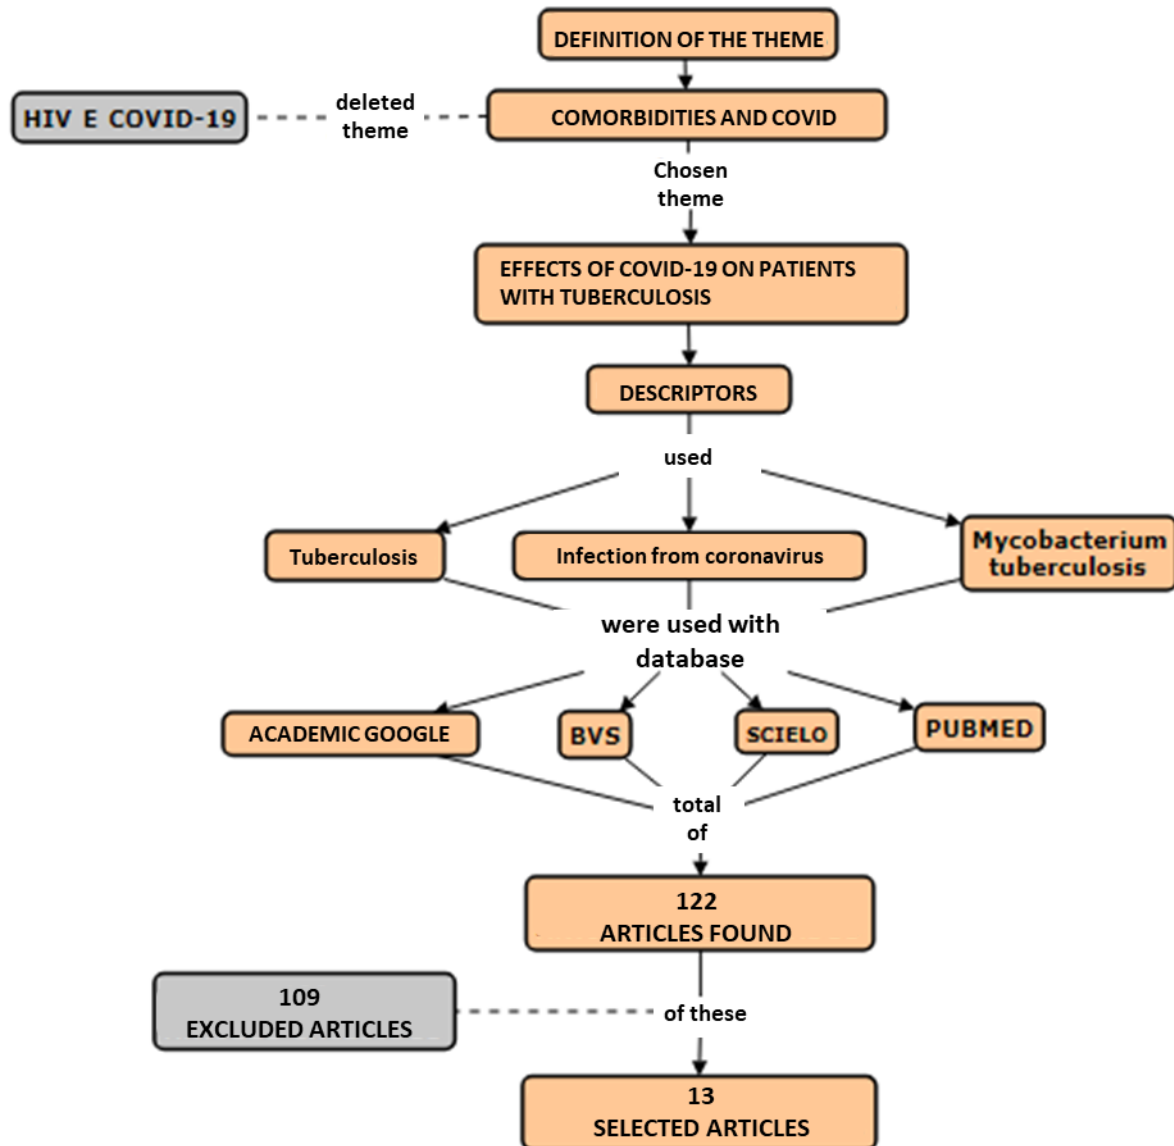 DEFINITION OF THE THEME
HIV E COVID-19
deleted
theme
COMORBIDITIES AND COVID
Chosen
theme
EFFECTS OF COVID-19 ON PATIENTS
WITH TUBERCULOSIS
DESCRIPTORS
used
Tuberculosis
Infection from coronavirus
Mycobacterium
tuberculosis
were used with
database
ACADEMIC GOOGLE
BVS
SCIELO
PUBMED
total
of
122
ARTICLES FOUND
109
EXCLUDED ARTICLES
of these
13
SELECTED ARTICLES